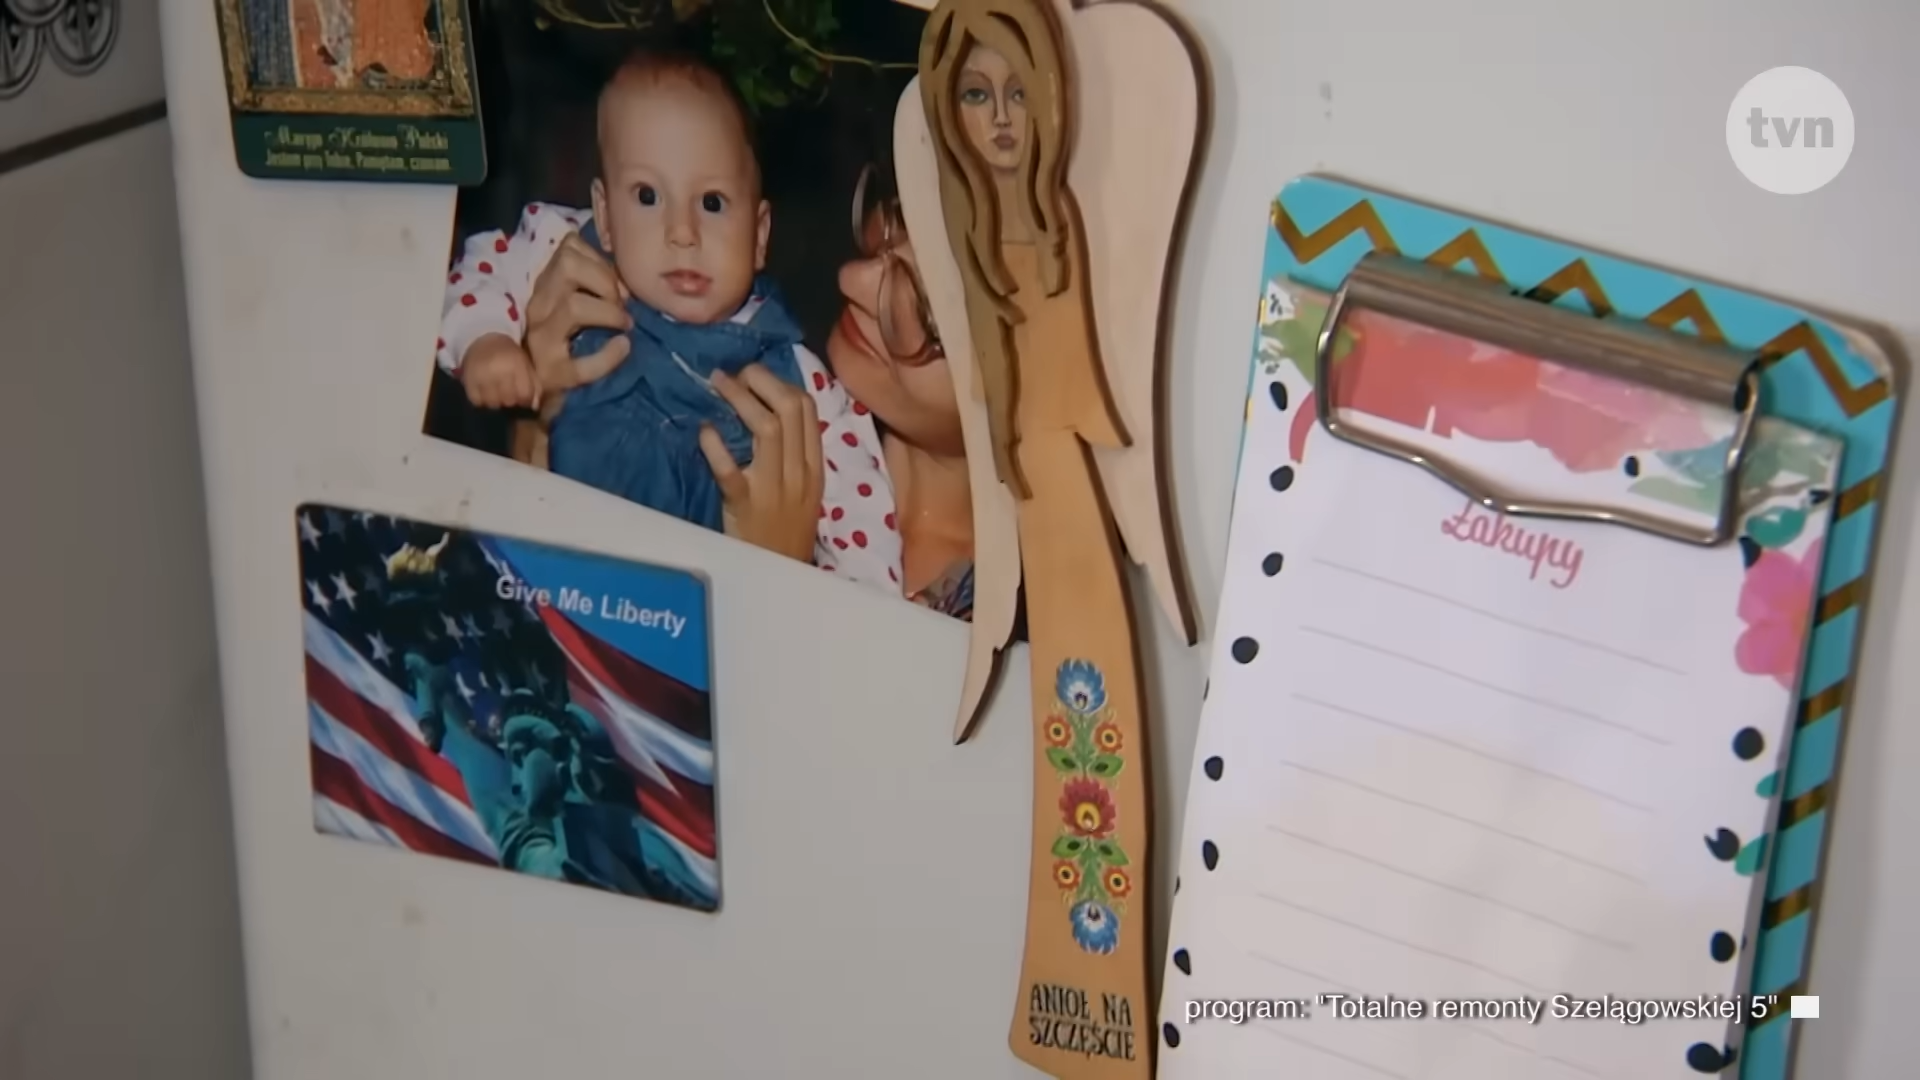 Maryja Królowa Polski
Jestem przy Tobie, Pamiętam, czuwam.
tvn
Give Me Liberty
Zakupy
ANIOŁ NA
SZCZĘŚCIE
program: "Totalne remonty Szelągowskiej 5"